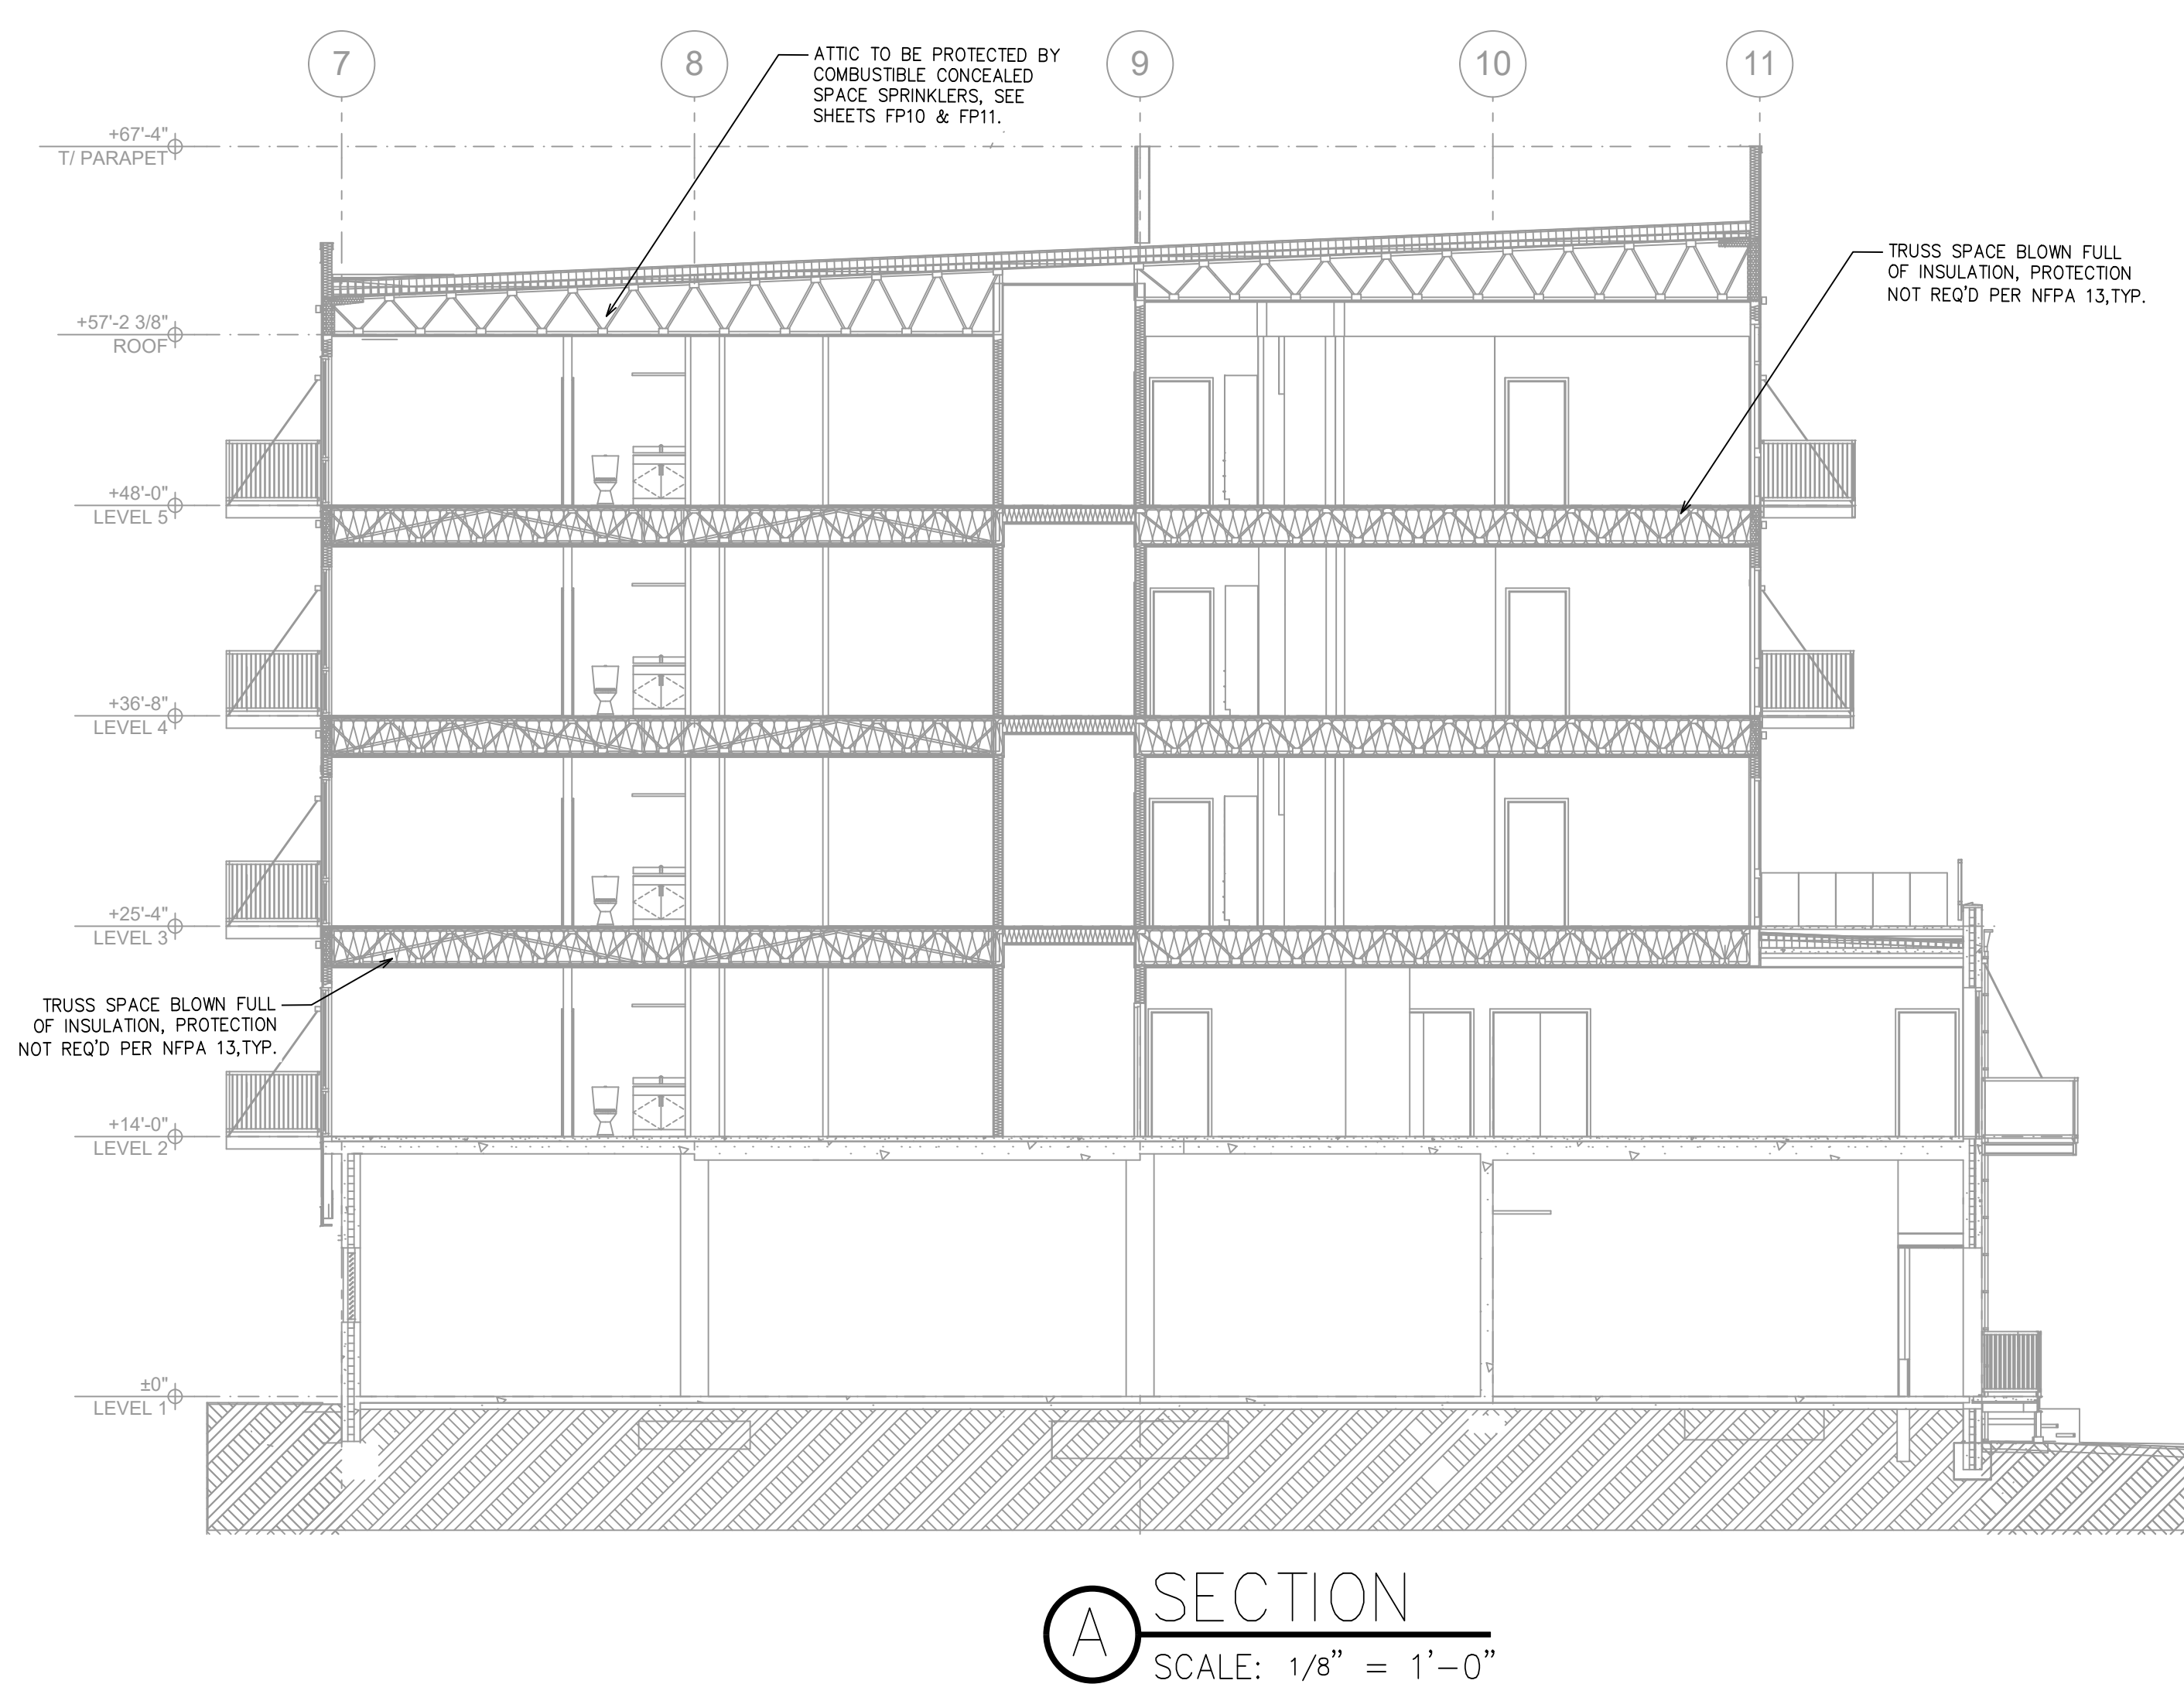 7
8
9
10
11
ATTIC TO BE PROTECTED BY
COMBUSTIBLE CONCEALED
SPACE SPRINKLERS, SEE
SHEETS FP10 & FP11.
+67'-4"
T/ PARAPET
TRUSS SPACE BLOWN FULL
OF INSULATION, PROTECTION
NOT REQ'D PER NFPA 13,TYP.
+57'-2 3/8"
ROOF
+48'-0"
LEVEL 5
+36'-8"
LEVEL 4
+25'-4"
LEVEL 3
TRUSS SPACE BLOWN FULL
OF INSULATION, PROTECTION
NOT REQ'D PER NFPA 13,TYP.
+14'-0"
LEVEL 2
±0"
LEVEL 1
A
SECTION
SCALE: 1/8" = 1'-0"